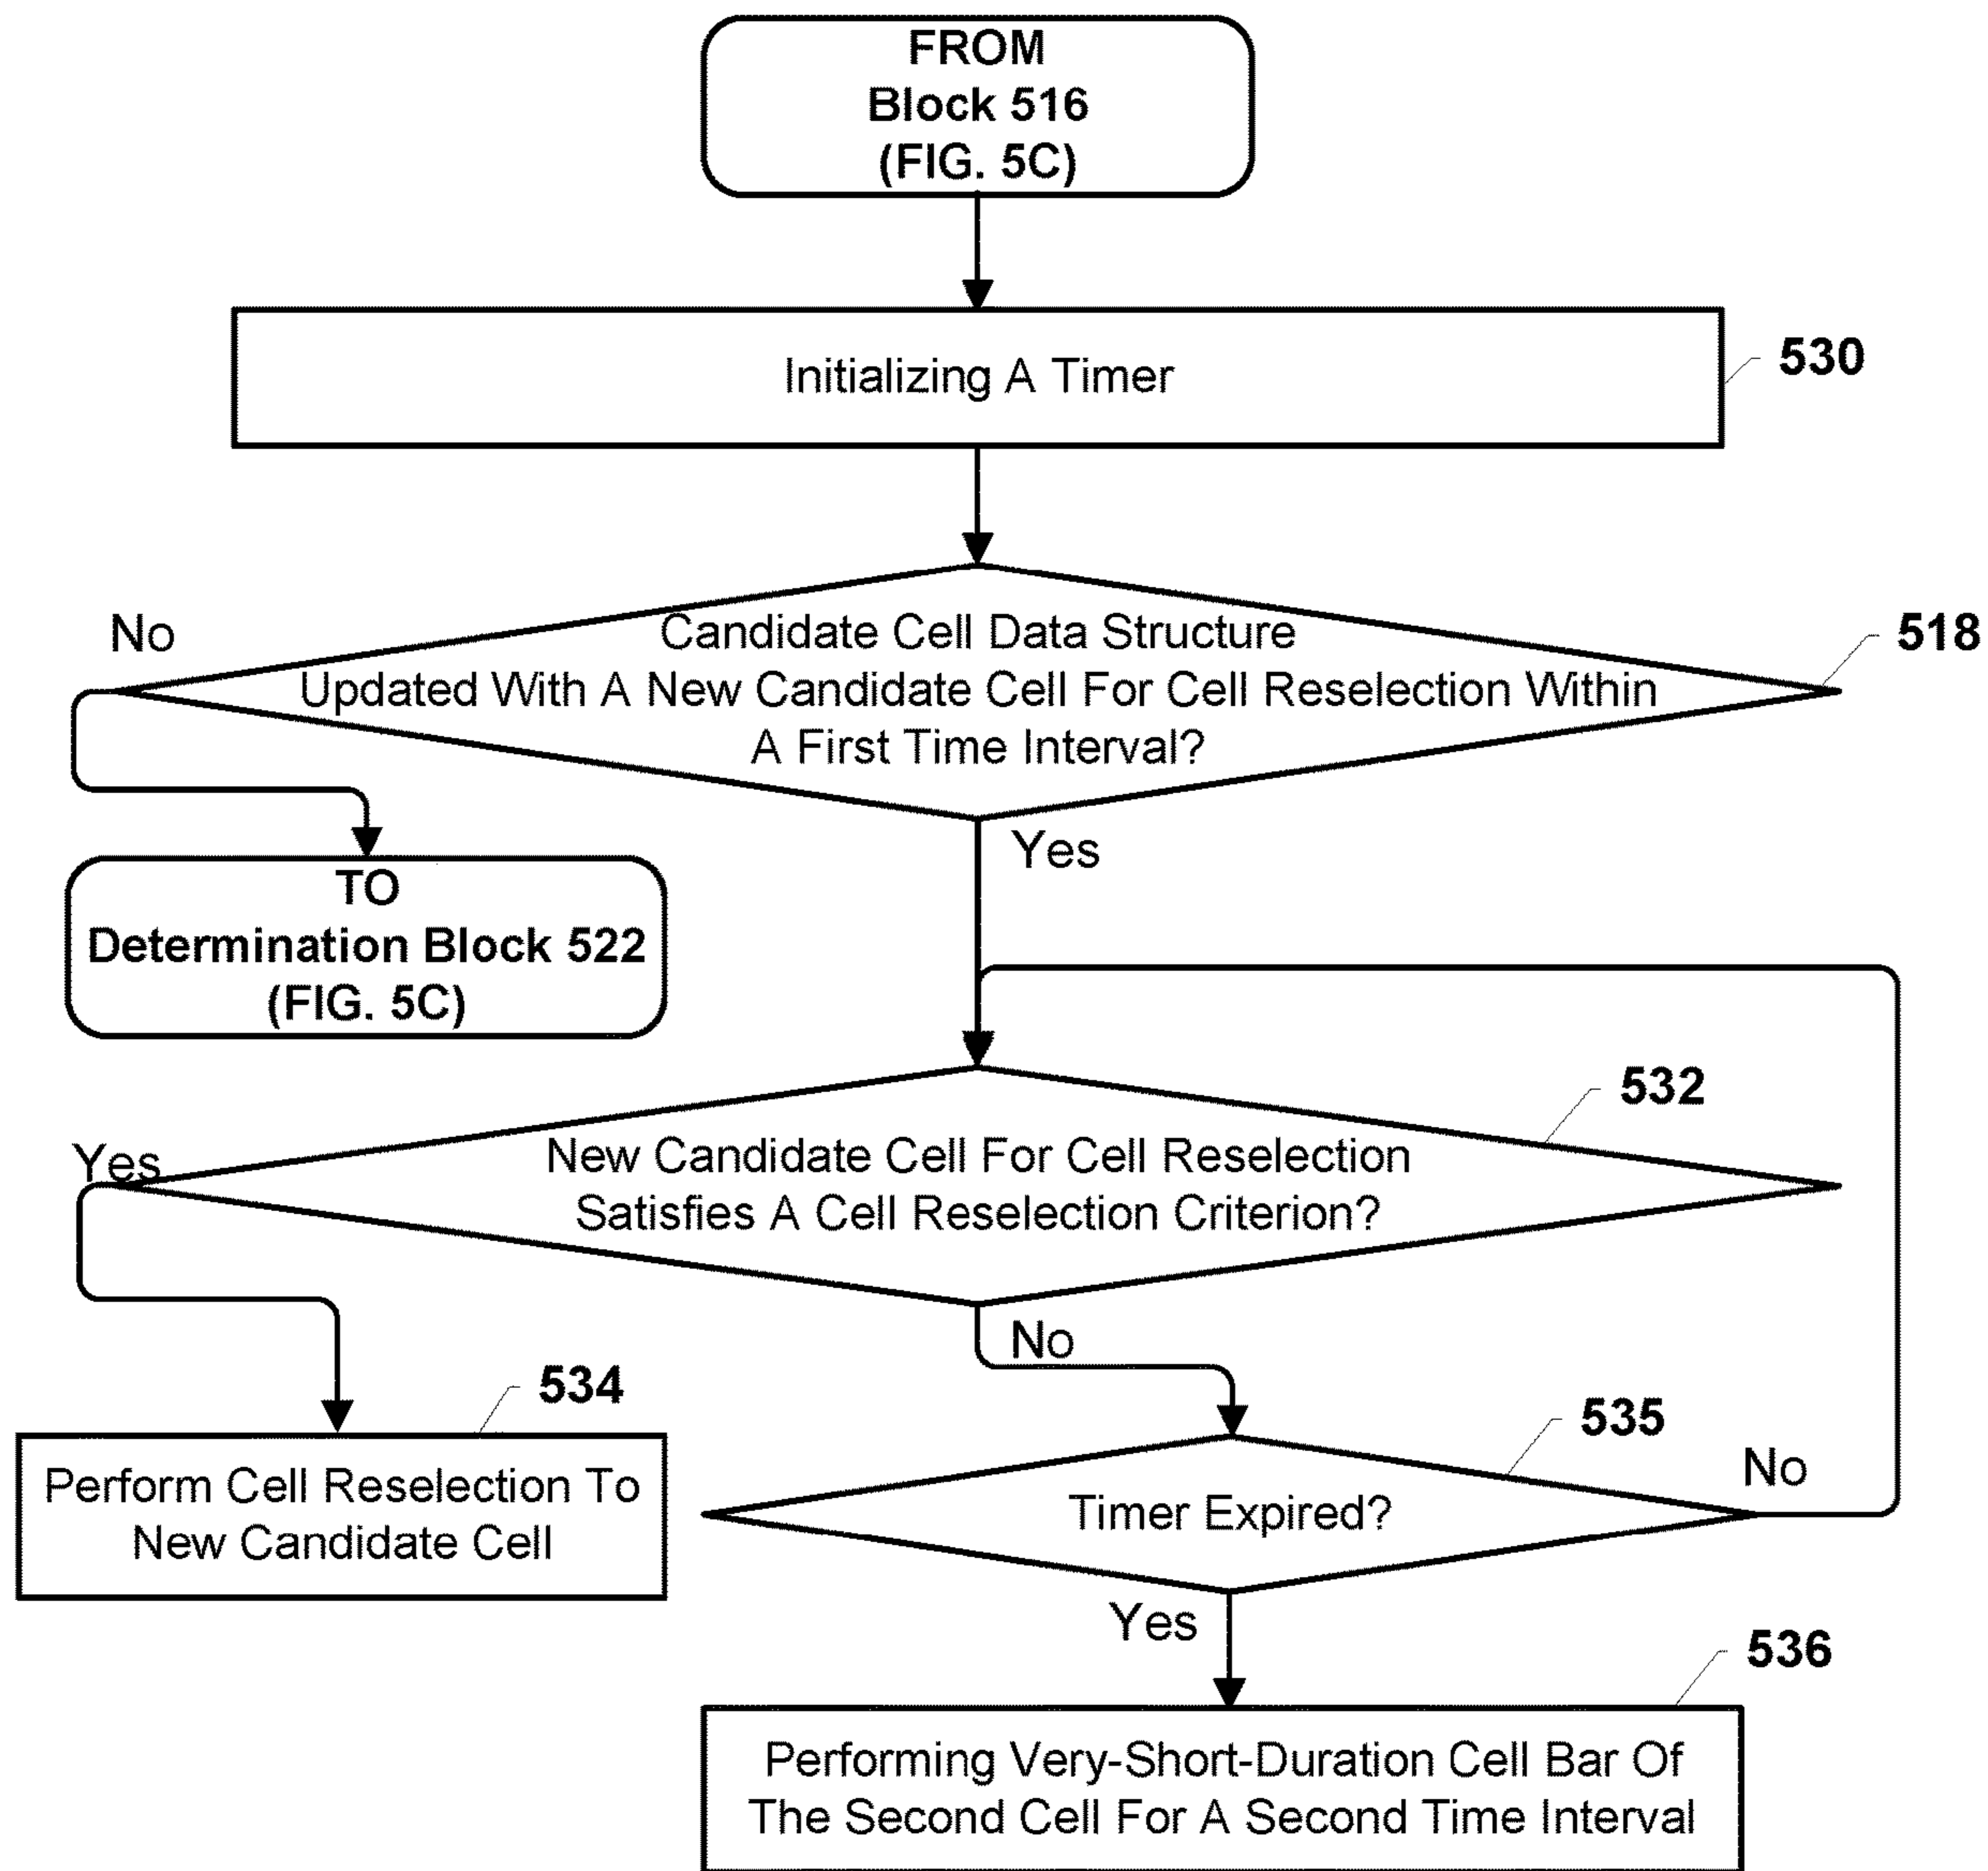 FROM
Block 516
(FIG. 5C)
Initializing A Timer
530
Candidate Cell Data Structure
Updated With A New Candidate Cell For Cell Reselection Within
A First Time Interval?
518
No
Yes
TO
Determination Block 522
(FIG. 5C)
New Candidate Cell For Cell Reselection
Satisfies A Cell Reselection Criterion?
532
Yes
No
534
Perform Cell Reselection To
New Candidate Cell
535
Timer Expired?
No
Yes
536
Performing Very-Short-Duration Cell Bar Of
The Second Cell For A Second Time Interval